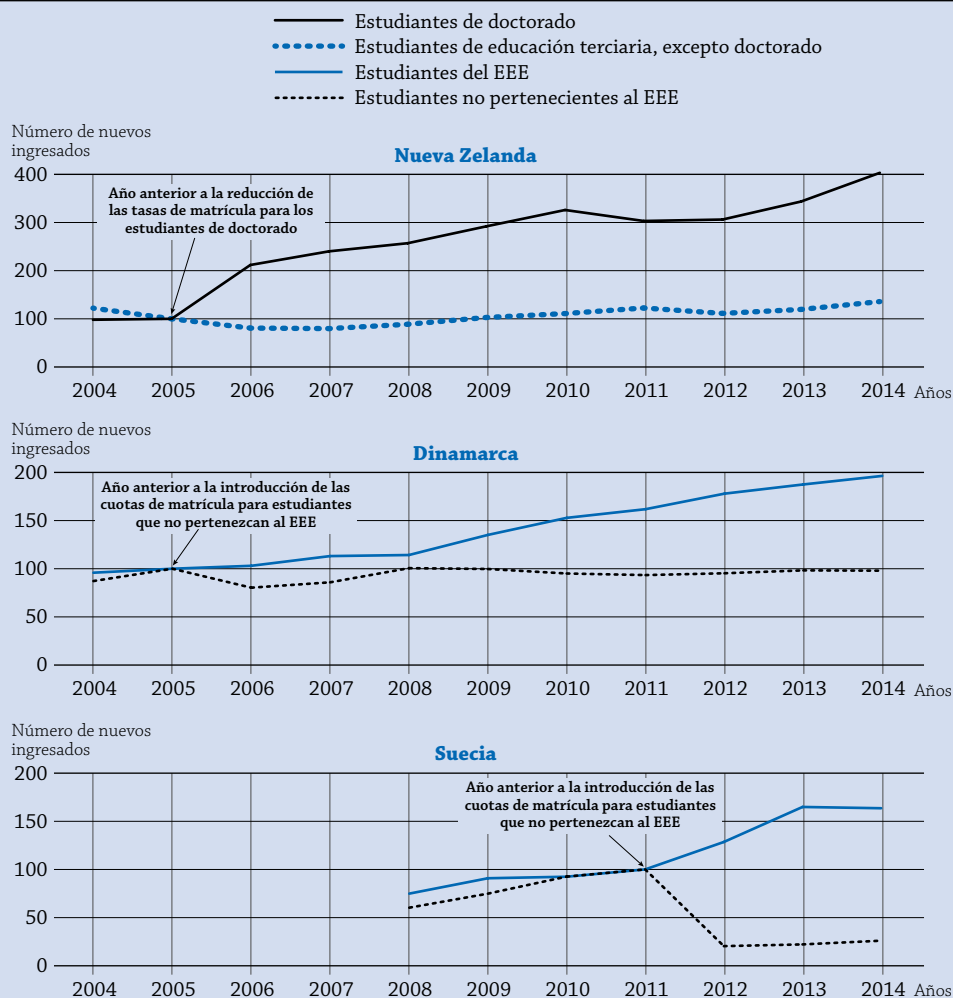 Estudiantes de doctorado
Estudiantes de educación terciaria, excepto doctorado
Estudiantes del EEE
Estudiantes no pertenecientes al EEE
Número de nuevos
ingresados
Nueva Zelanda
400
Año anterior a la reducción de
las tasas de matrícula para los
estudiantes de doctorado
300
200
100
0
2004 2005 2006 2007 2008 2009 2010 2011 2012 2013 2014 Años
Número de nuevos
ingresados
Dinamarca
200
Año anterior a la introducción de las
cuotas de matrícula para estudiantes
que no pertenezcan al EEE
150
100
50
0
2004 2005 2006 2007 2008 2009 2010 2011 2012 2013 2014 Años
Número de nuevos
ingresados
Suecia
200
Año anterior a la introducción de las
cuotas de matrícula para estudiantes
que no pertenezcan al EEE
150
100
50
0
2004 2005 2006 2007 2008 2009 2010 2011 2012 2013 2014 Años